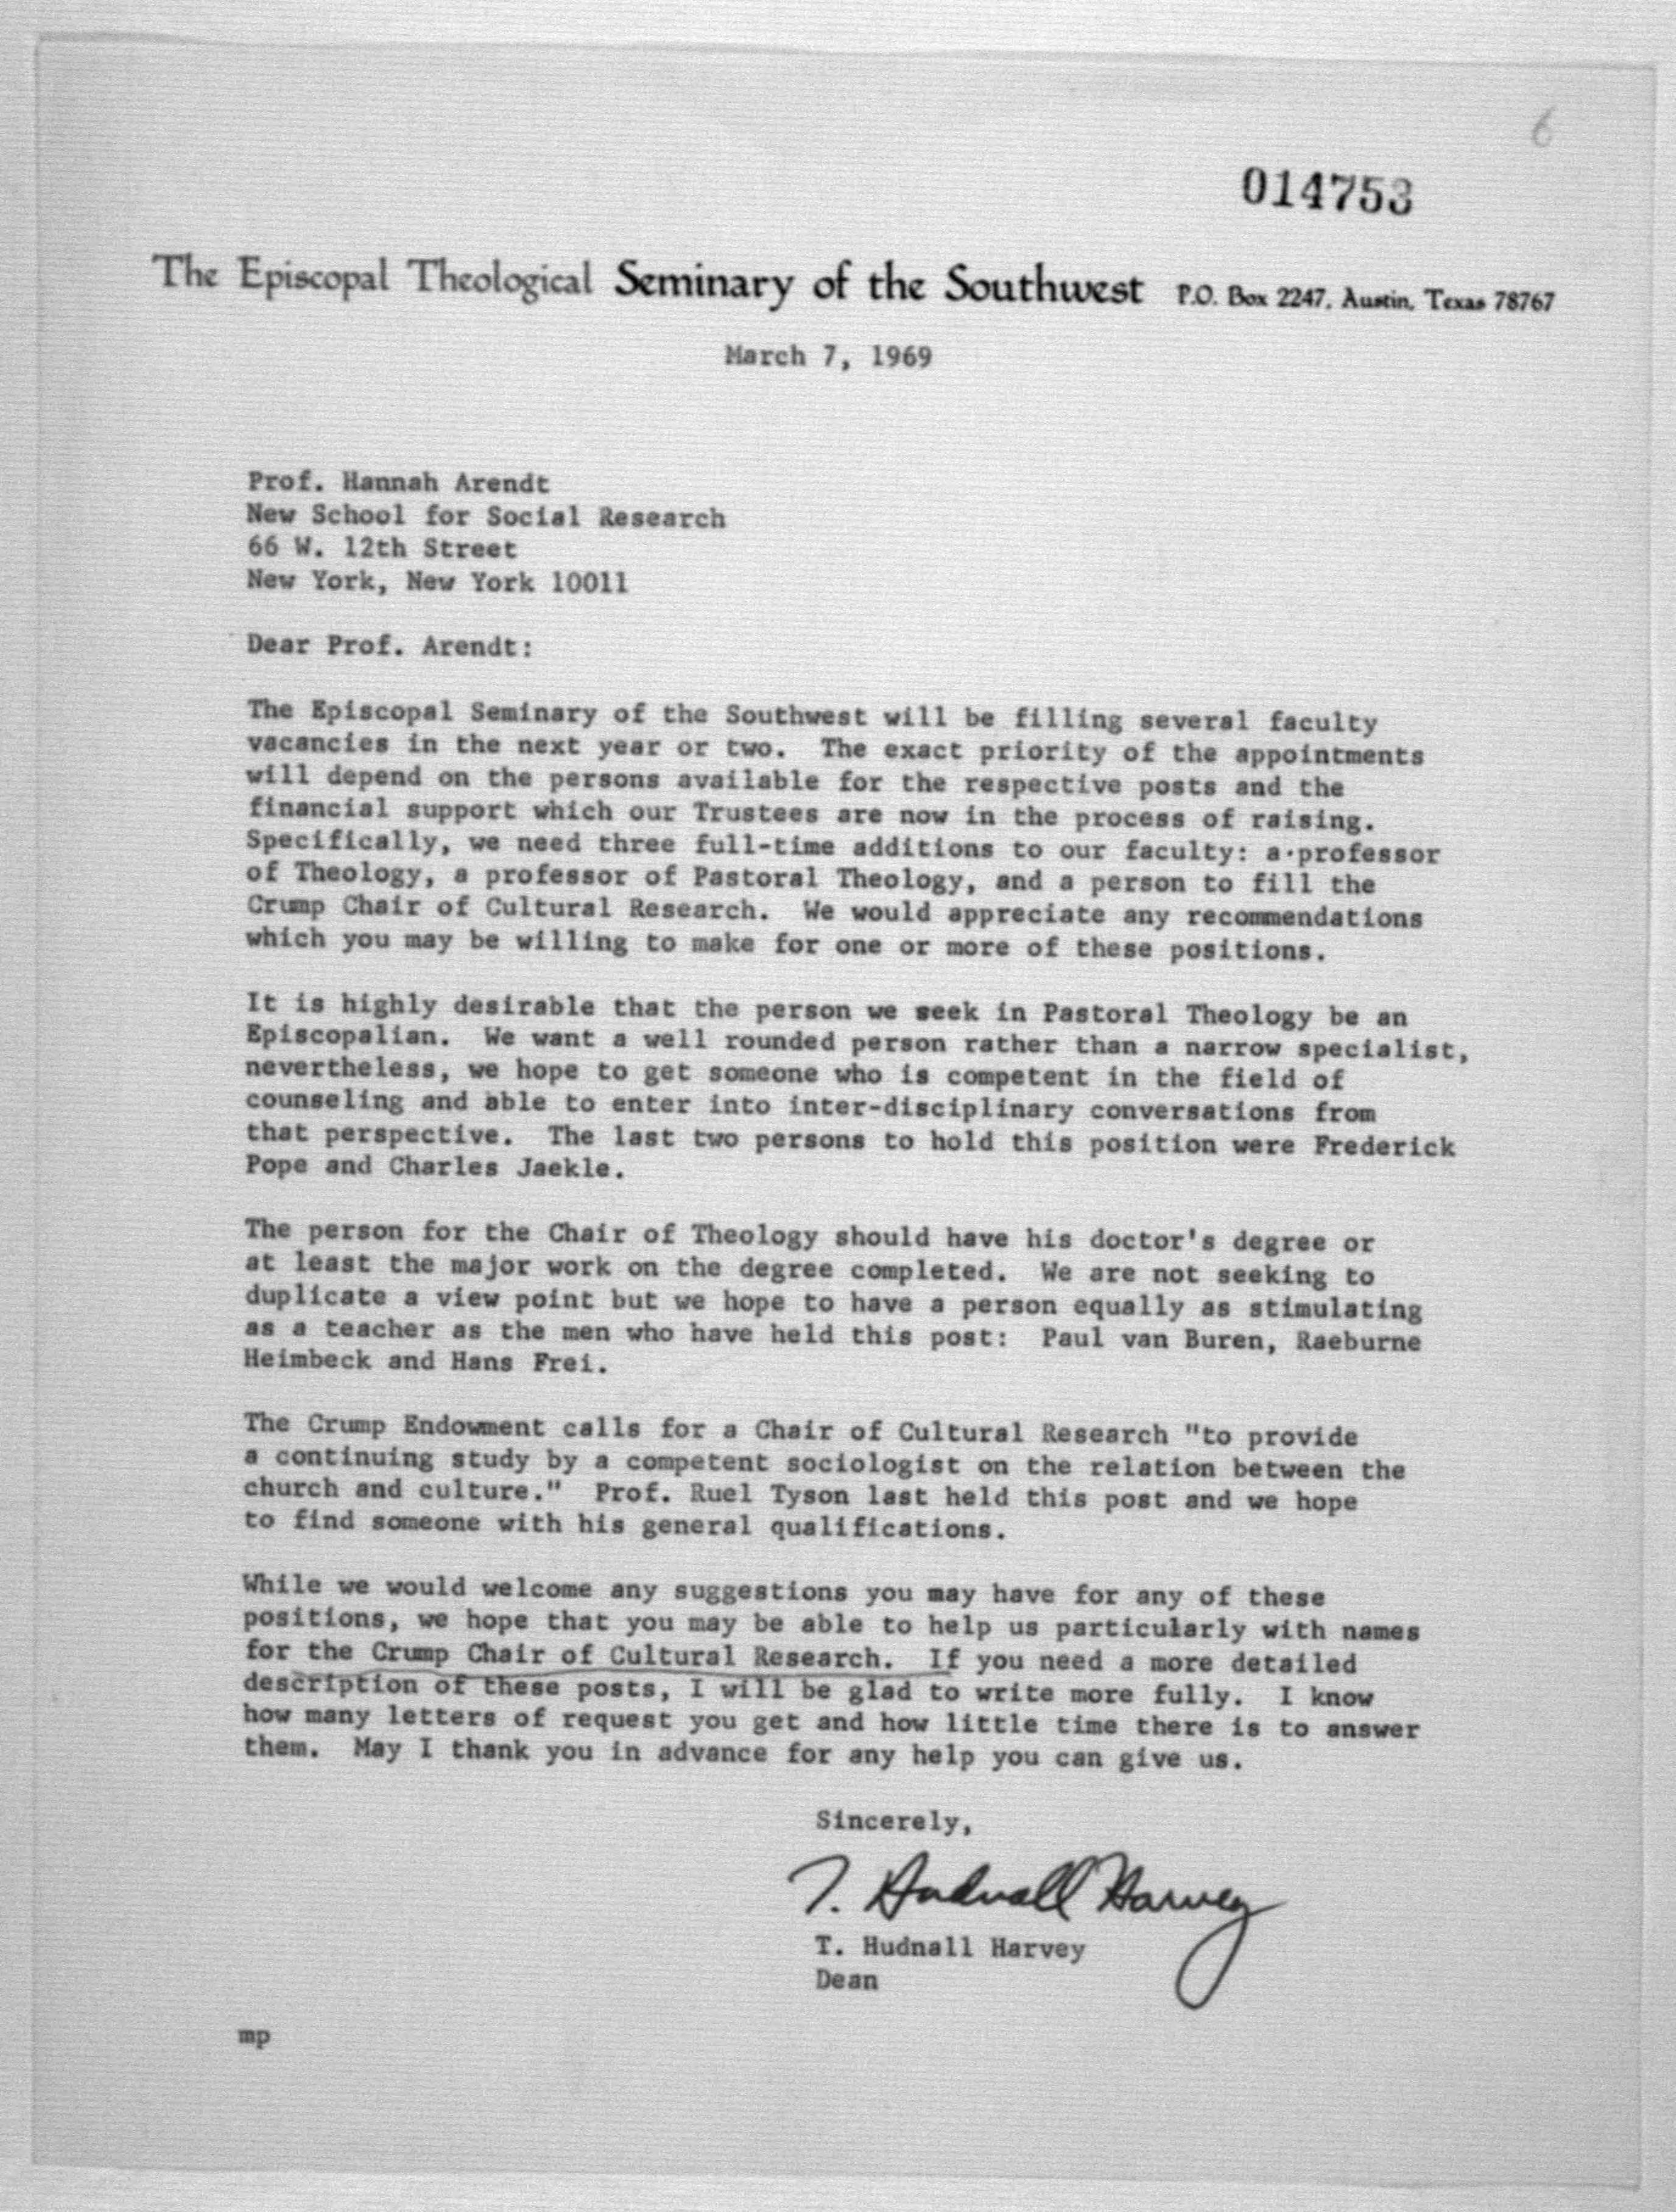 6
014753
The Episcopal Theological Seminary of the Southwest P.O. Box 2247, Austin, Texas 78767
March 7, 1969
Prof. Hannah Arendt
New School for Social Research
66 W. 12th Street
New York, New York 10011
Dear Prof. Arendt:
The Episcopal Seminary of the Southwest will be filling several faculty
vacancies in the next year or two. The exact priority of the appointments
will depend on the persons available for the respective posts and the
financial support which our Trustees are now in the process of raising.
Specifically, we need three full-time additions to our faculty: a professor
of Theology, a professor of Pastoral Theology, and a person to fill the
Crump Chair of Cultural Research. We would appreciate any recommendations
which you may be willing to make for one or more of these positions.
It is highly desirable that the person we seek in Pastoral Theology be an
Episcopalian. We want a well rounded person rather than a narrow specialist,
nevertheless, we hope to get someone who is competent in the field of
counseling and able to enter into inter-disciplinary conversations from
that perspective. The last two persons to hold this position were Frederick
Pope and Charles Jaekle.
The person for the Chair of Theology should have his doctor's degree or
at least the major work on the degree completed. We are not seeking to
duplicate a view point but we hope to have a person equally as stimulating
as a teacher as the men who have held this post: Paul van Buren, Raeburne
Heimbeck and Hans Frei.
The Crump Endowment calls for a Chair of Cultural Research "to provide
a continuing study by a competent sociologist on the relation between the
church and culture." Prof. Ruel Tyson last held this post and we hope
to find someone with his general qualifications.
While we would welcome any suggestions you may have for any of these
positions, we hope that you may be able to help us particularly with names
for the Crump Chair of Cultural Research. If you need a more detailed
description of these posts, I will be glad to write more fully. I know
how many letters of request you get and how little time there is to answer
them. May I thank you in advance for any help you can give us.
Sincerely,
T. Hudnall Harvey
T. Hudnall Harvey
Dean
mp